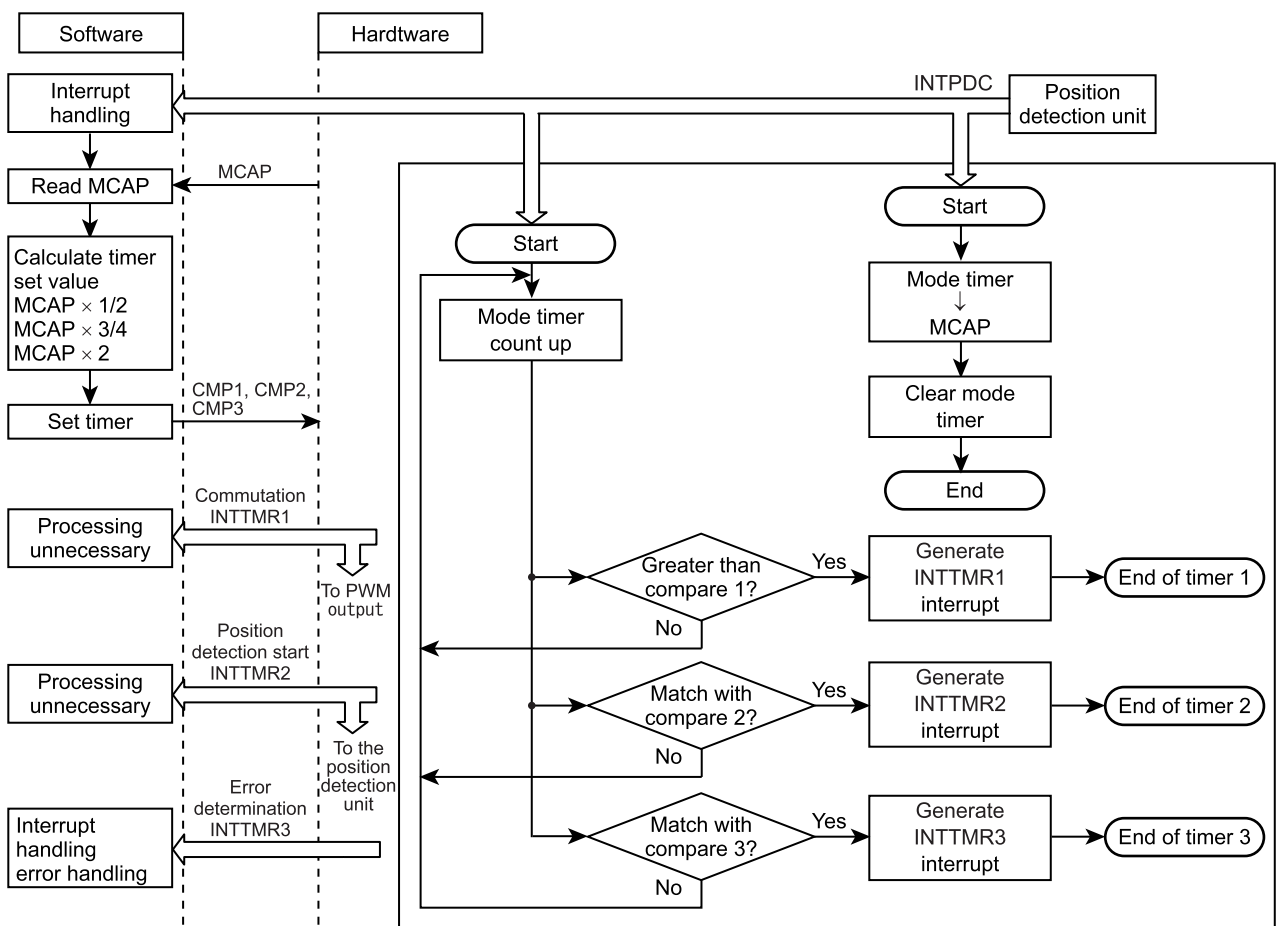 Software
Hardtware
INTPDC
Interrupt
handling
Position
detection unit
MCAP
Read MCAP
Start
Start
Calculate timer
set value
MCAP × 1/2
MCAP × 3/4
MCAP × 2
Mode timer
↓
MCAP
Mode timer
count up
CMP1, CMP2,
CMP3
Set timer
Clear mode
timer
End
Commutation
INTTMR1
Processing
unnecessary
To PWM
output
Greater than
compare 1?
Yes
No
Generate
INTTMR1
interrupt
End of timer 1
Position
detection start
INTTMR2
Processing
unnecessary
To the
position
detection
unit
Match with
compare 2?
Yes
No
Generate
INTTMR2
interrupt
End of timer 2
Error
determination
INTTMR3
Interrupt
handling
error handling
Match with
compare 3?
Yes
No
Generate
INTTMR3
interrupt
End of timer 3